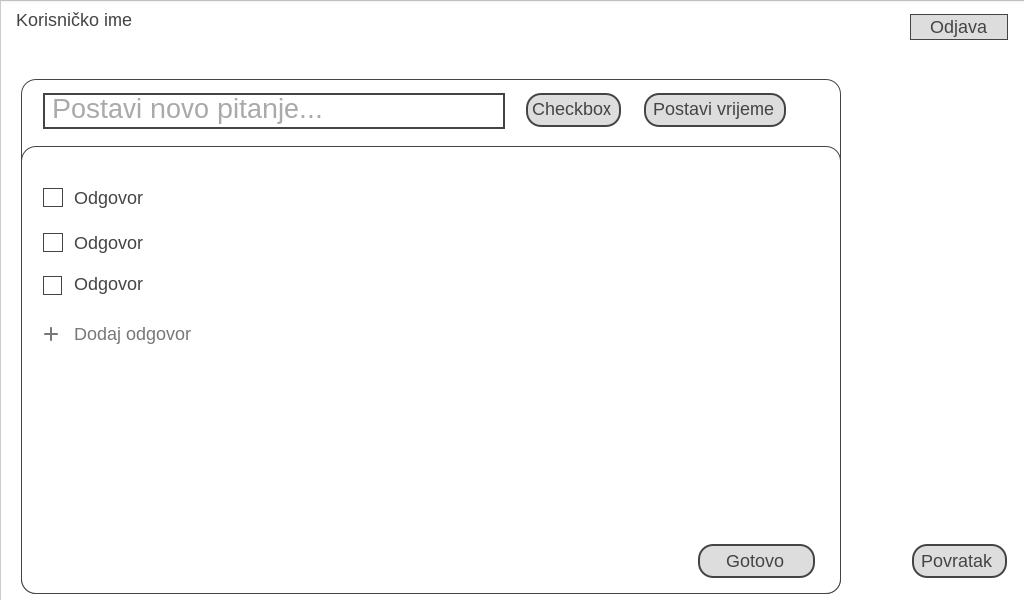 Korisničko ime
Odjava
Postavi novo pitanje...
Checkbox
Postavi vrijeme
Odgovor
Odgovor
Odgovor
+ Dodaj odgovor
Gotovo
Povratak